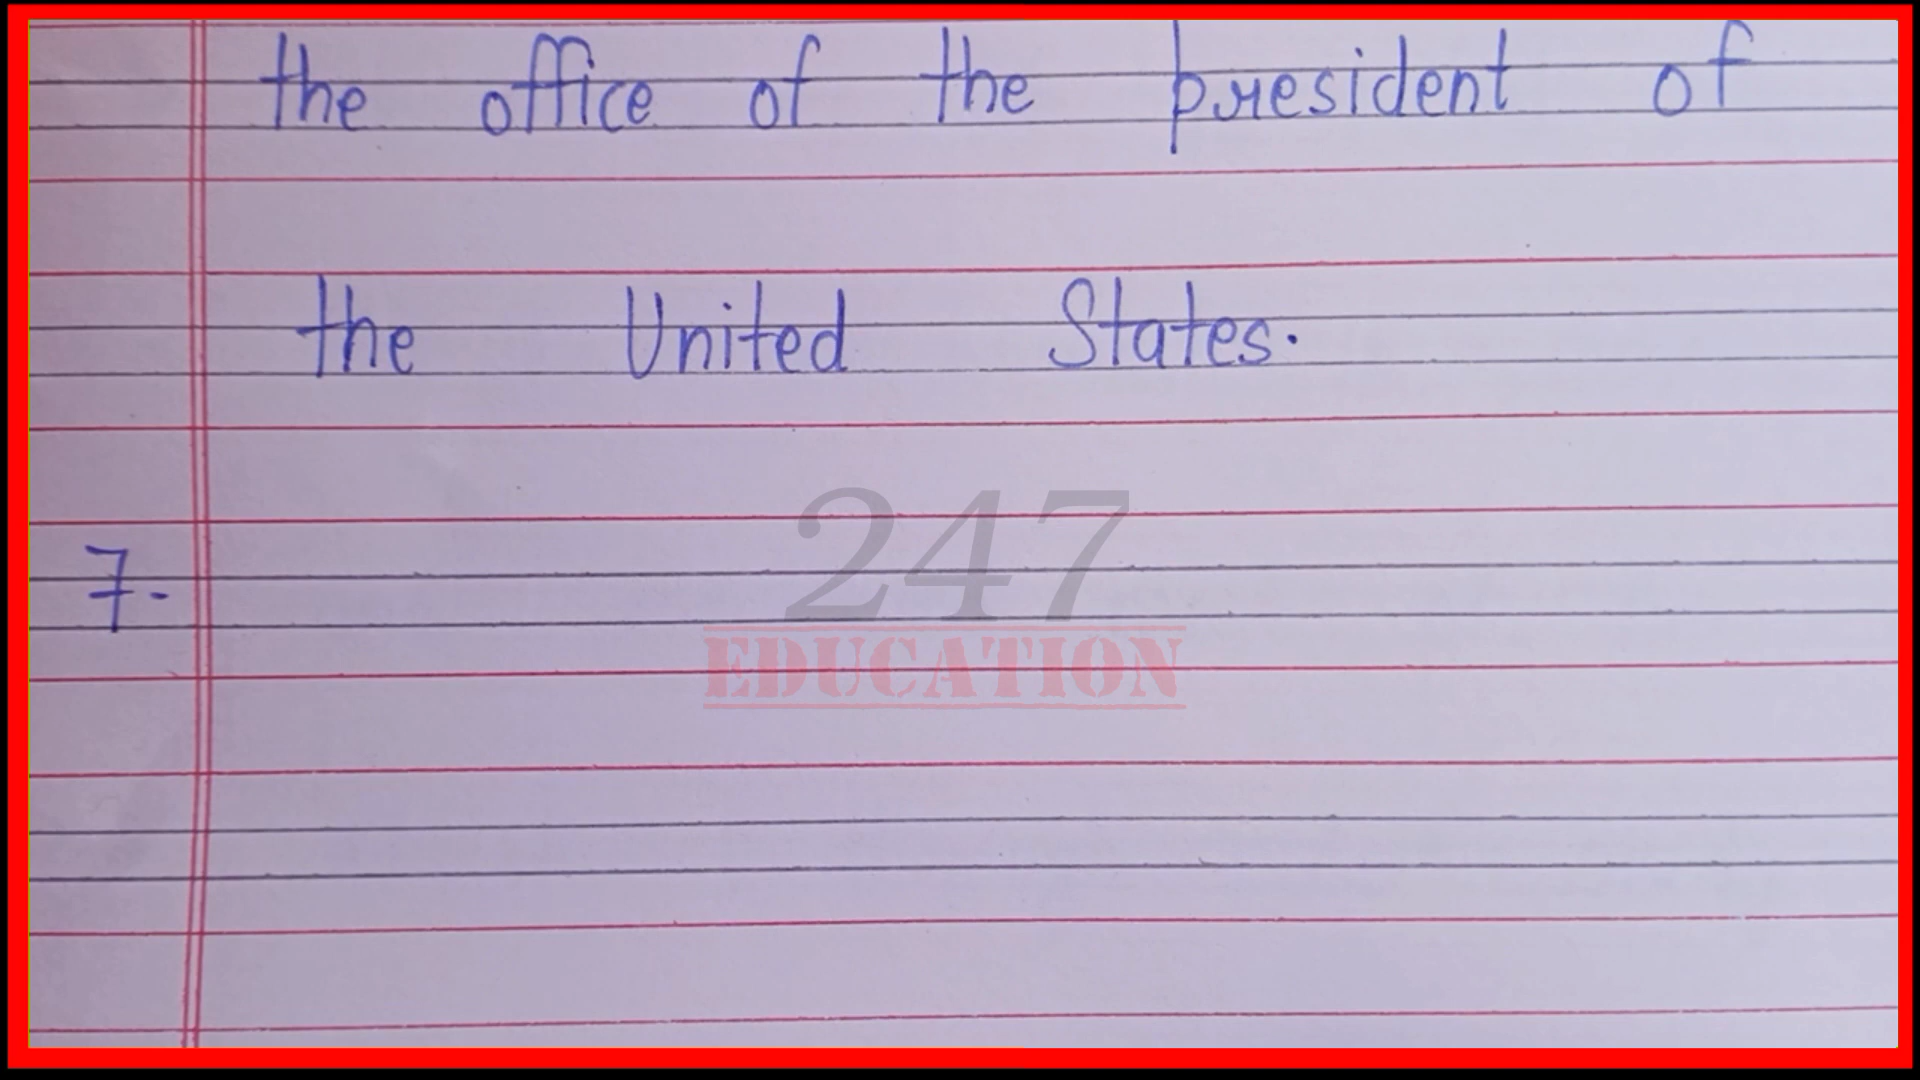 the office of the president of
the United States.
7.
247
EDUCATION